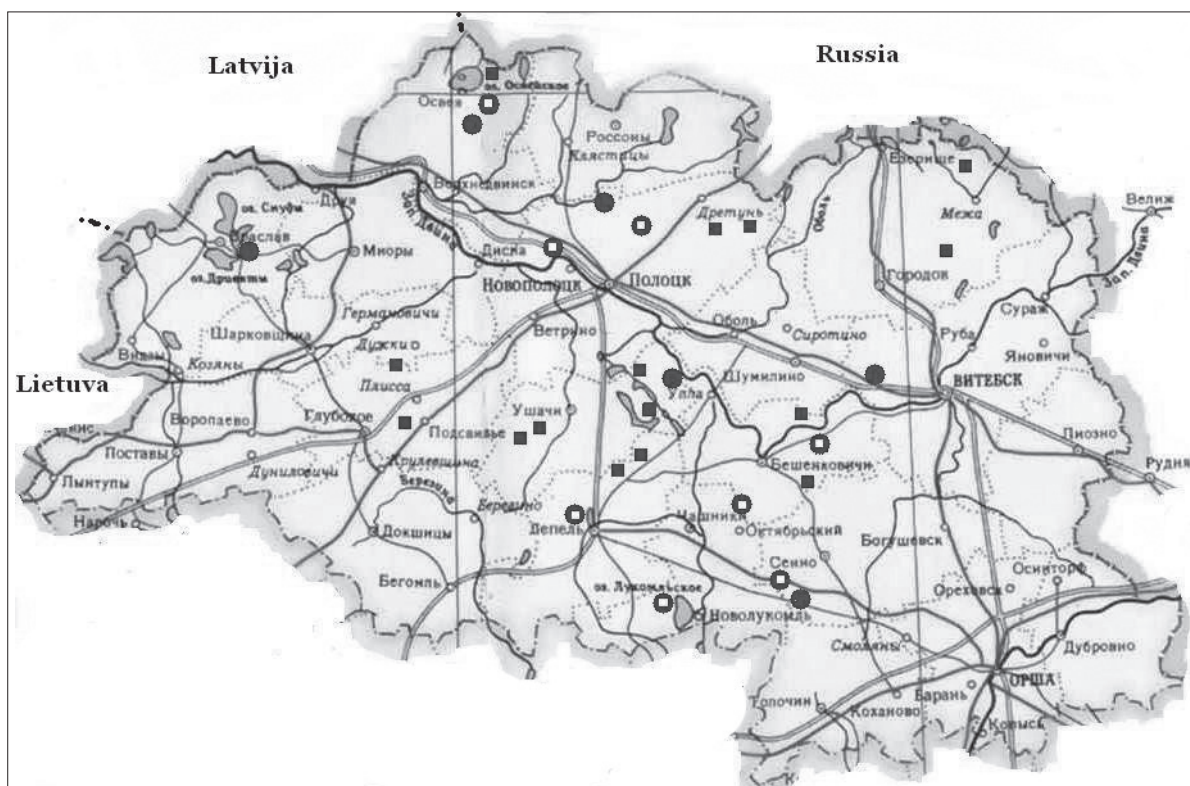 Latvija
Russia
оз. Освейское
Освея
Россоны
Клястицы
Езерище
Межа
Велиж
Верхнедвинск
Друя
оз. Снуды
Браслав
Миоры
Зап. Двина
Дисна
Дретунь
Оболь
оз. Дривяты
НОВОПОЛОЦК
ПОЛОЦК
Городок
Зап. Двина
Сураж
Германовичи
Ветрино
Оболь
Сиротино
Руба
Яновичи
Шарковщина
Лужки
Видзы
Козяны
Шумилино
ВИТЕБСК
Lietuva
Плисса
Улла
Воропаево
Глубокое
Подсвилье
Ушачи
Лиозно
Поставы
Дуниловичи
Крулевщина
Бешенковичи
Рудня
Лынтупы
Березина
Березино
Нарочь
Докшицы
Лепель
Чашники
Октябрьский
Богушевск
Бегомль
Сенно
Осинторф
оз. Лукомльское
Ореховск
Новолукомль
Смоляны
Дубровно
ОРША
Барань
Толочин
Коханово
Копысь